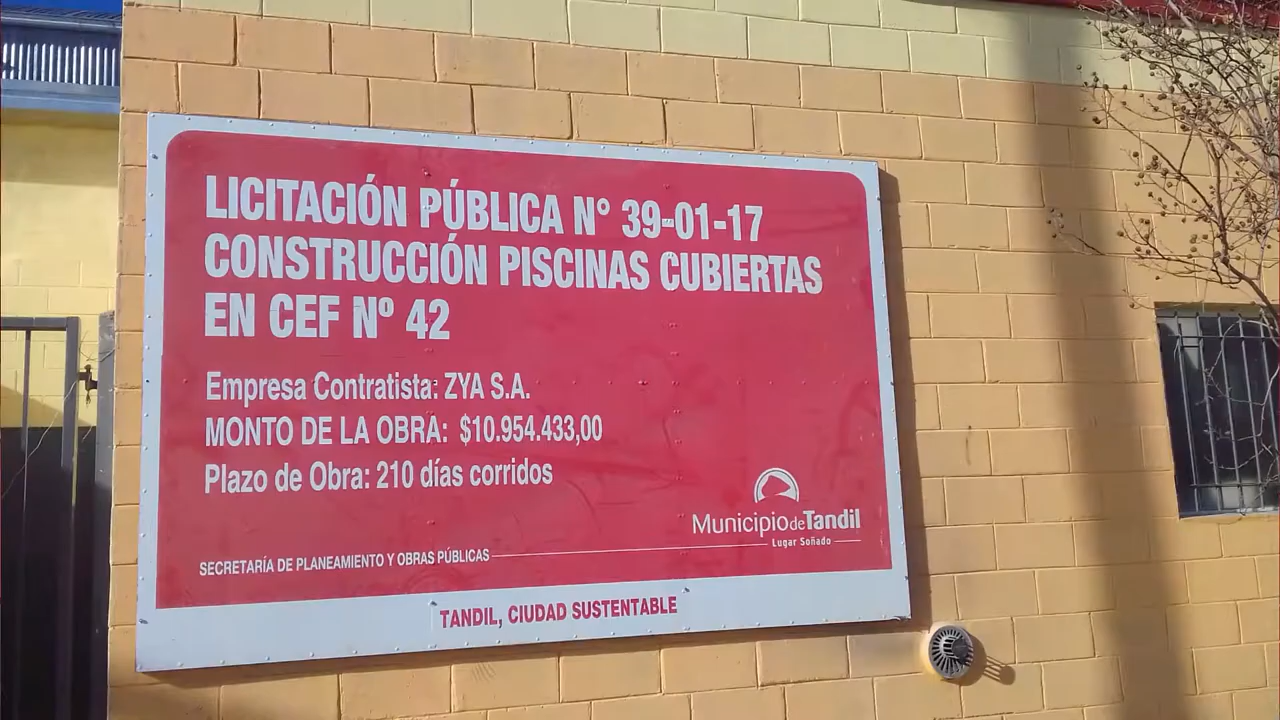 LICITACIÓN PÚBLICA N° 39-01-17
CONSTRUCCIÓN PISCINAS CUBIERTAS
EN CEF Nº 42
Empresa Contratista: ZYA S.A.
MONTO DE LA OBRA: $10.954.433,00
Plazo de Obra: 210 días corridos
Municipio de Tandil
Lugar Soñado
SECRETARÍA DE PLANEAMIENTO Y OBRAS PÚBLICAS
TANDIL, CIUDAD SUSTENTABLE